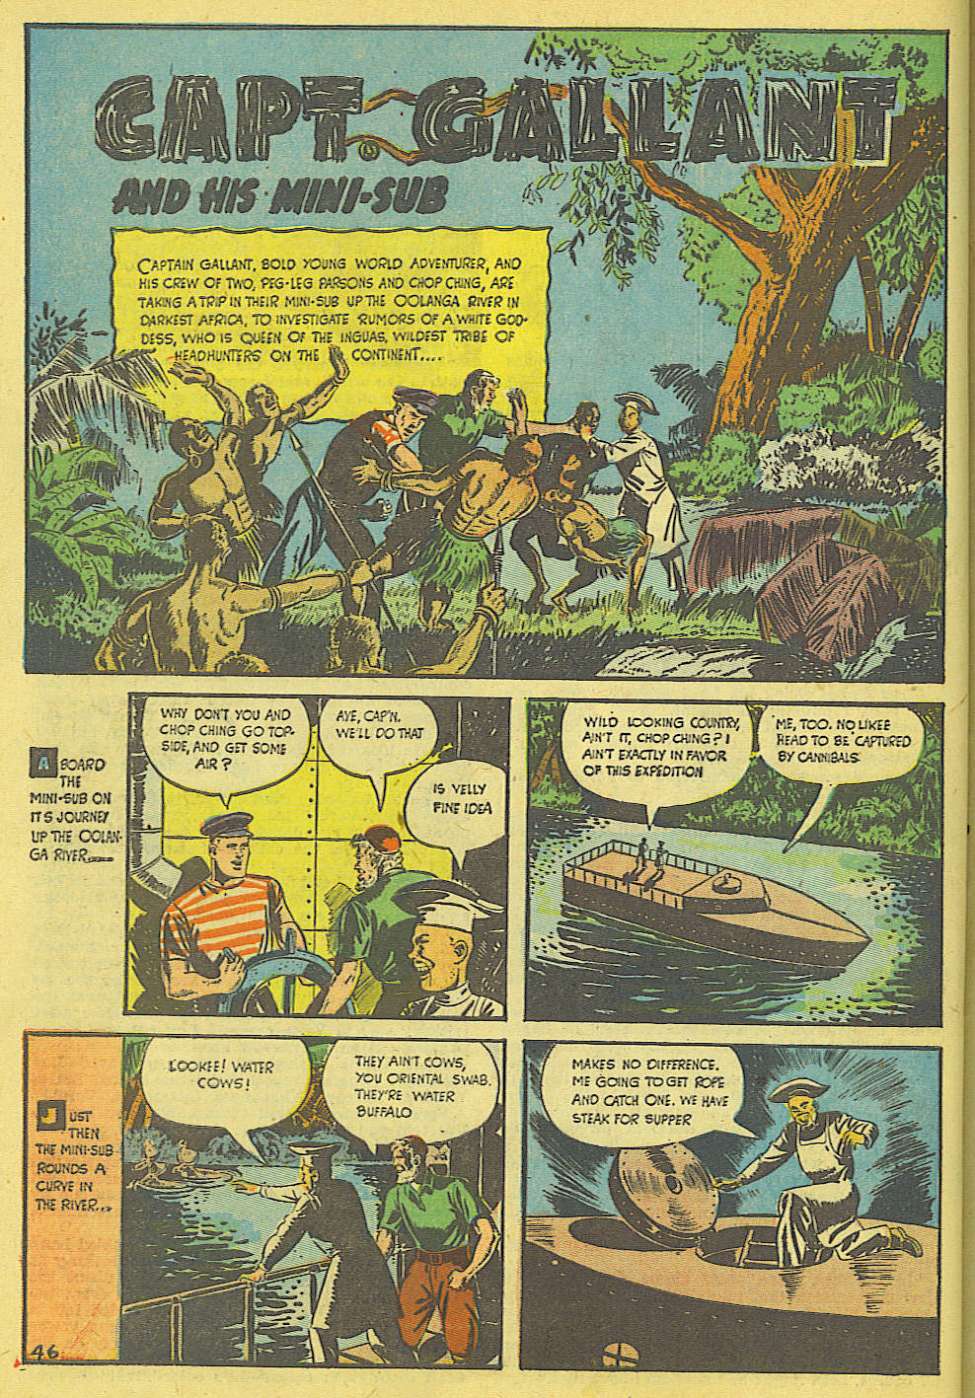 CAPT. GALLANT
AND HIS MINI-SUB
CAPTAIN GALLANT, BOLD YOUNG WORLD ADVENTURER, AND
HIS CREW OF TWO, PEG-LEG PARSONS AND CHOP CHING, ARE
TAKING A TRIP IN THEIR MINI-SUB UP THE OOLANGA RIVER IN
DARKEST AFRICA, TO INVESTIGATE RUMORS OF A WHITE GOD-
DESS, WHO IS QUEEN OF THE INGUAS, WILDEST TRIBE OF
HEADHUNTERS ON THE CONTINENT....
ABOARD
THE
MINI-SUB ON
ITS JOURNEY
UP THE OOLAN-
GA RIVER.....
WHY DON'T YOU AND
CHOP CHING GO TOP-
SIDE, AND GET SOME
AIR?
AYE, CAP'N.
WE'LL DO THAT
IS VELLY
FINE IDEA
WILD LOOKING COUNTRY,
AIN'T IT, CHOP CHING? I
AIN'T EXACTLY IN FAVOR
OF THIS EXPEDITION
ME, TOO. NO LIKEE
HEAD TO BE CAPTURED
BY CANNIBALS.
JUST
THEN
THE MINI-SUB
ROUNDS A
CURVE IN
THE RIVER...
LOOKEE! WATER
COWS!
THEY AIN'T COWS,
YOU ORIENTAL SWAB.
THEY'RE WATER
BUFFALO
MAKES NO DIFFERENCE.
ME GOING TO GET ROPE
AND CATCH ONE. WE HAVE
STEAK FOR SUPPER
46